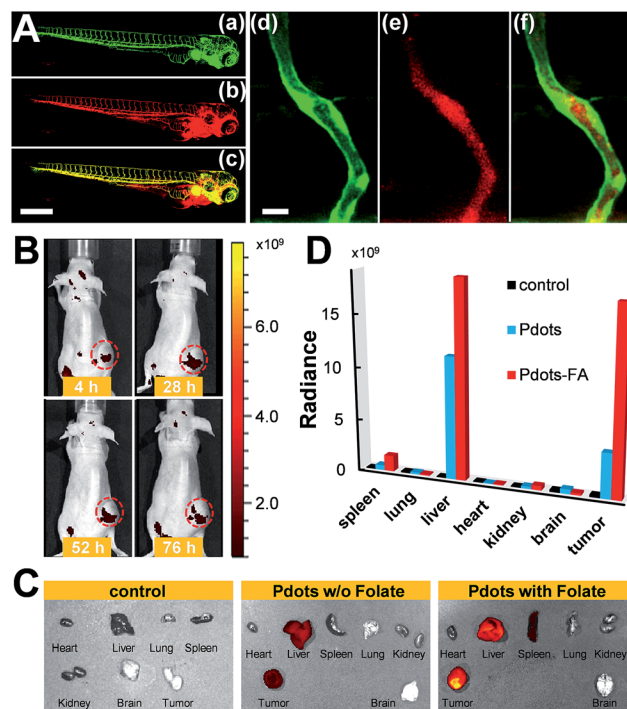 A
(a)
(b)
(c)
(d)
(e)
(f)
B
4 h
28 h
52 h
76 h
x10⁹
8.0
6.0
4.0
2.0
D
x10⁹
15
10
5
0
Radiance
control
Pdots
Pdots-FA
spleen
lung
liver
heart
kidney
brain
tumor
C
control
Heart
Liver
Lung
Spleen
Kidney
Brain
Tumor
Pdots w/o Folate
Heart
Liver
Spleen
Lung
Kidney
Tumor
Brain
Pdots with Folate
Heart
Liver
Spleen
Lung
Kidney
Tumor
Brain